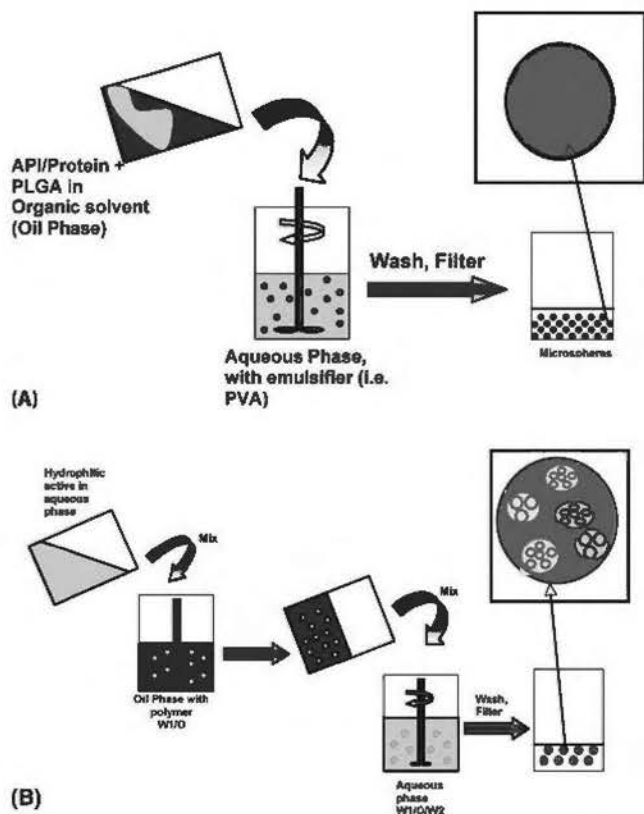 API/Protein +
PLGA in
Organic solvent
(Oil Phase)
Wash, Filter
Aqueous Phase,
with emulsifier (i.e.
PVA)
Microspheres
(A)
Hydrophilic
active in
aqueous
phase
Mix
Oil Phase with
polymer
W1/O
Mix
Wash,
Filter
Aqueous
phase
W1/O/W2
(B)